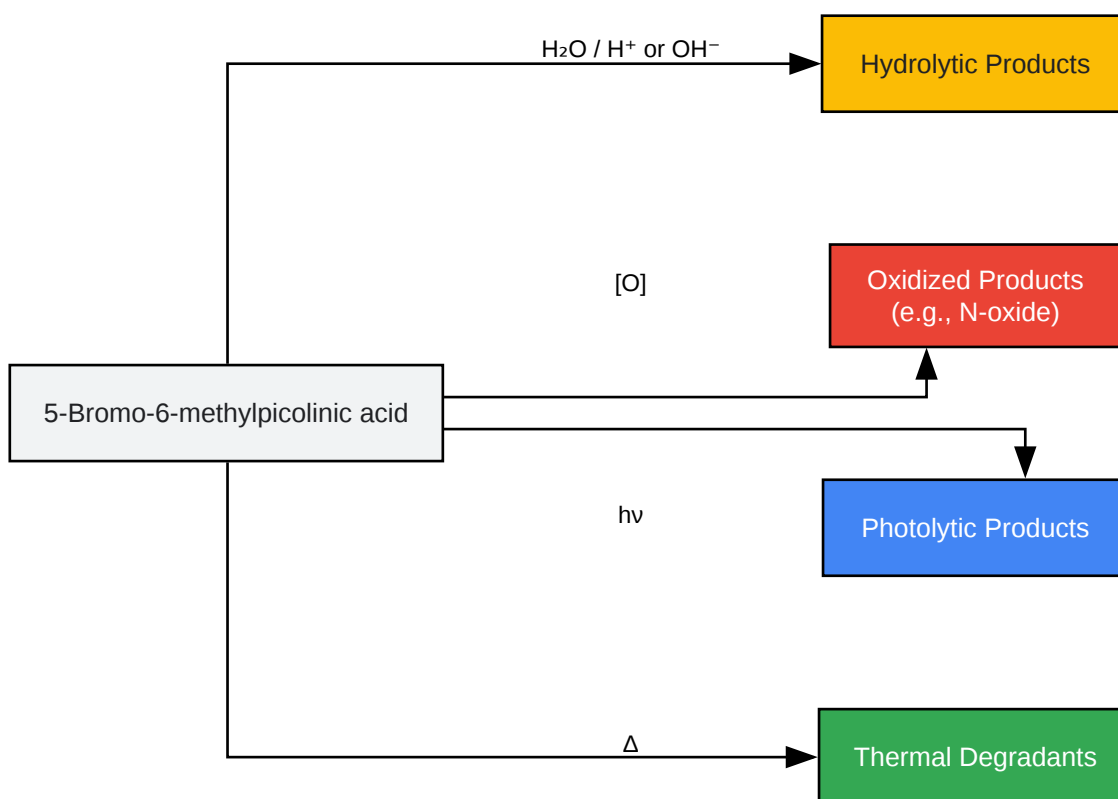 H₂O / H⁺ or OH⁻
Hydrolytic Products
[O]
Oxidized Products
(e.g., N-oxide)
5-Bromo-6-methylpicolinic acid
hν
Photolytic Products
Δ
Thermal Degradants